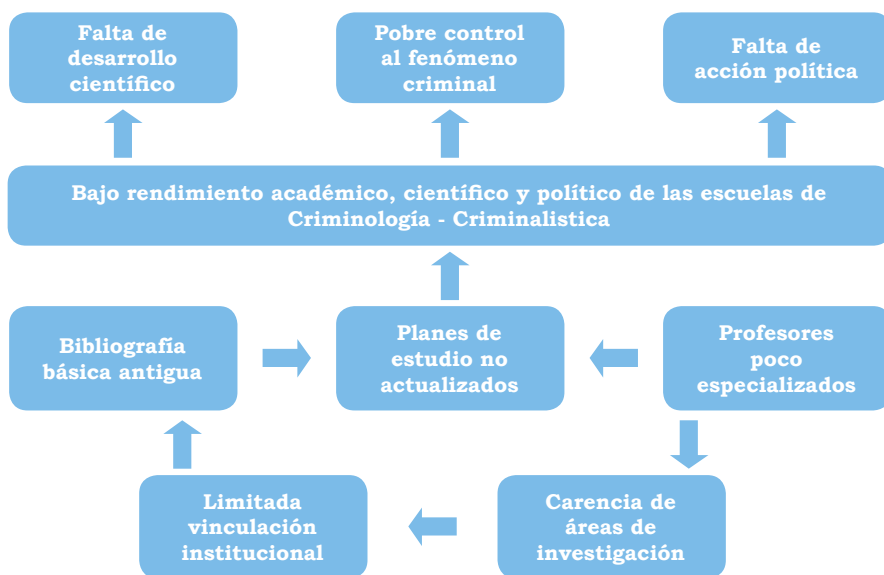 Falta de
desarrollo
científico
Pobre control
al fenómeno
criminal
Falta de
acción política
Bajo rendimiento académico, científico y político de las escuelas de
Criminología - Criminalistica
Bibliografía
básica antigua
Planes de
estudio no
actualizados
Profesores
poco
especializados
Limitada
vinculación
institucional
Carencia de
áreas de
investigación